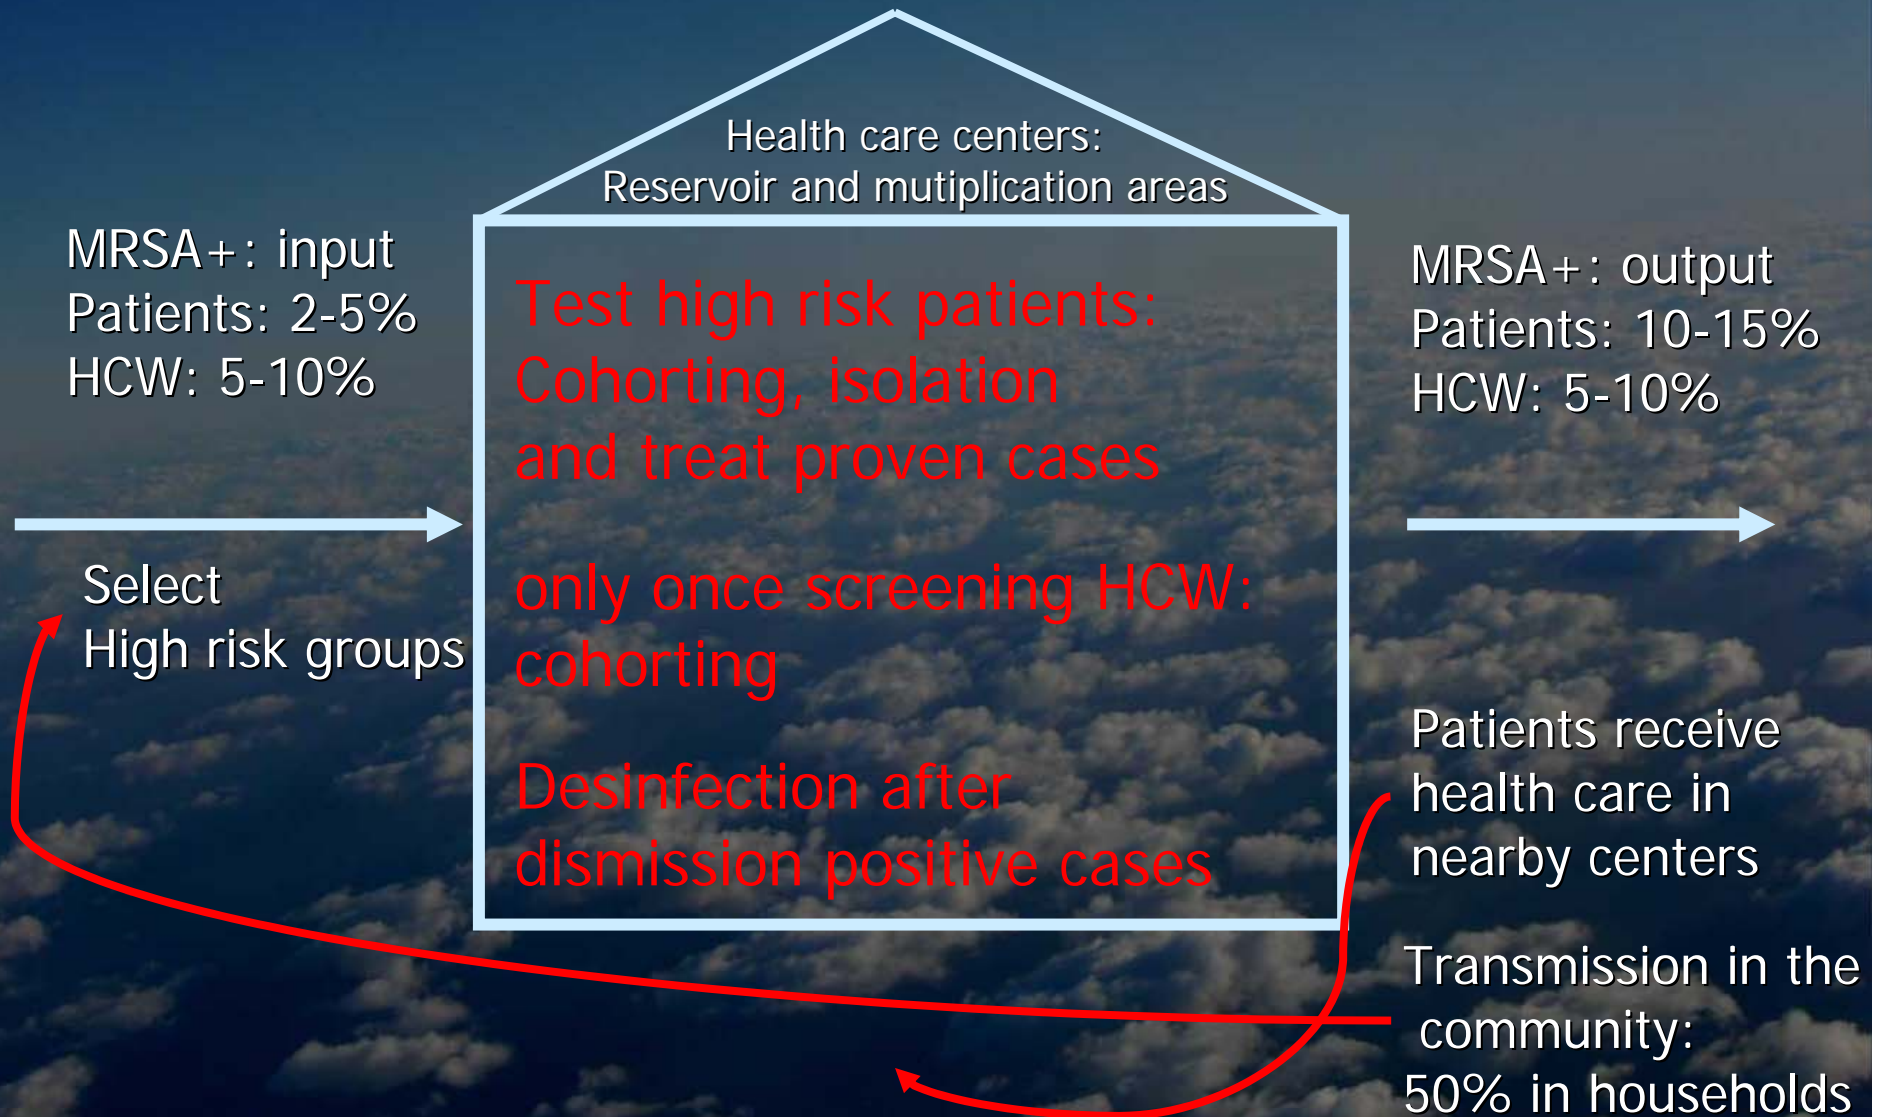 Health care centers:
Reservoir and mutiplication areas
MRSA+: input
Patients: 2-5%
HCW: 5-10%
Select
High risk groups
Test high risk patients:
Cohorting, isolation
and treat proven cases
only once screening HCW:
cohorting
Desinfection after
dismission positive cases
MRSA+: output
Patients: 10-15%
HCW: 5-10%
Patients receive
health care in
nearby centers
Transmission in the
community:
50% in households